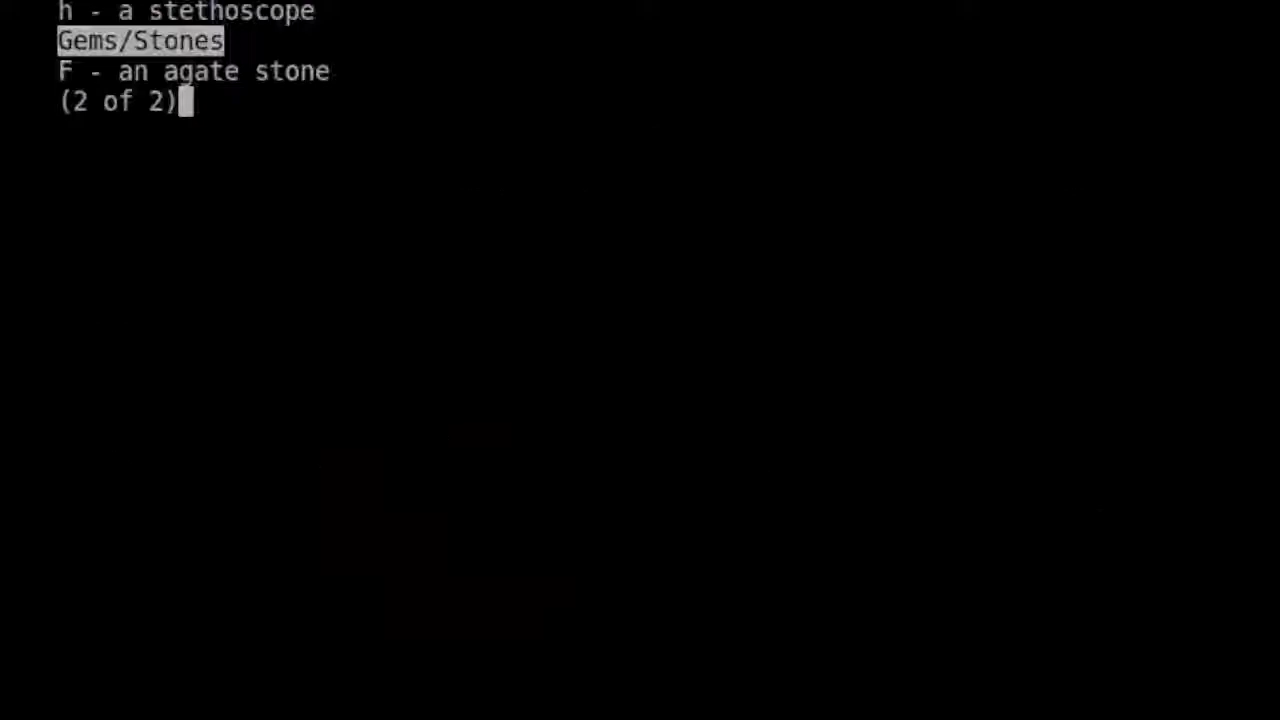 h - a stethoscope
Gems/Stones
F - an agate stone
(2 of 2)